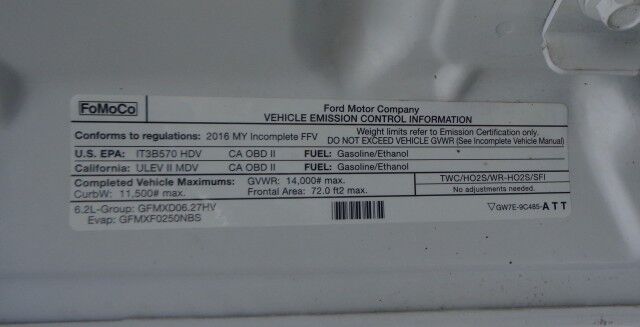 FoMoCo
Ford Motor Company
VEHICLE EMISSION CONTROL INFORMATION
Conforms to regulations: 2016 MY Incomplete FFV
Weight limits refer to Emission Certification only.
DO NOT EXCEED VEHICLE GVWR (See Incomplete Vehicle Manual)
U.S. EPA: IT3B570 HDV CA OBD II FUEL: Gasoline/Ethanol
California: ULEV II MDV CA OBD II FUEL: Gasoline/Ethanol
Completed Vehicle Maximums: GVWR: 14,000# max.
CurbW: 11,500# max. Frontal Area: 72.0 ft2 max.
TWC/HO2S/WR-HO2S/SFI
No adjustments needed.
6.2L-Group: GFMXD06.27HV
Evap: GFMXF0250NBS
▽GW7E-9C485-ATT